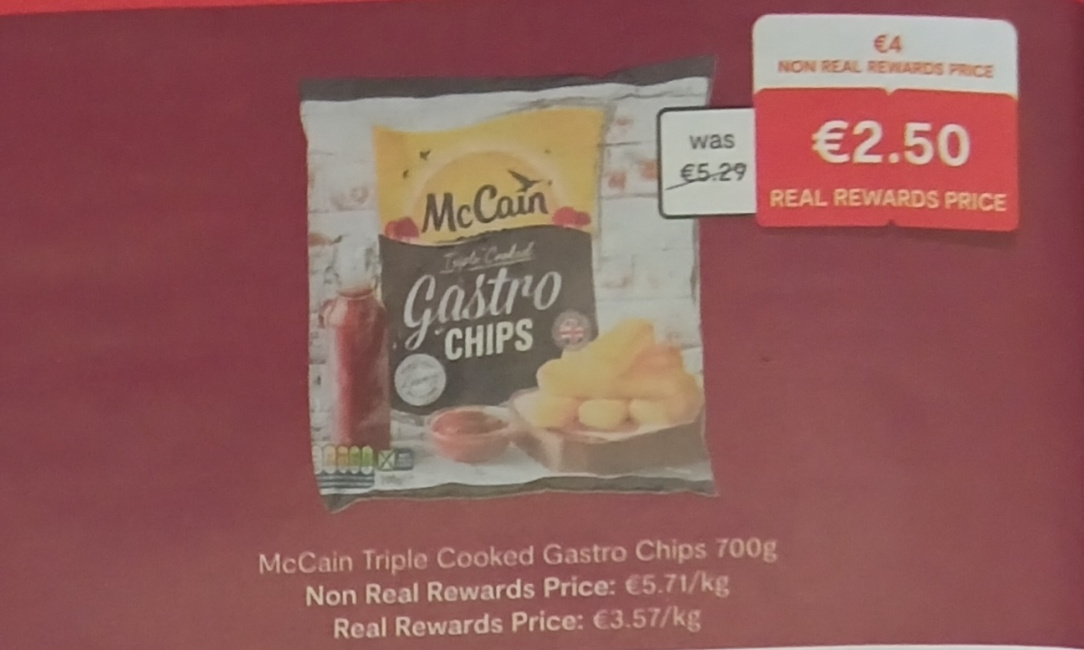 €4
NON REAL REWARDS PRICE
was
€5.29
€2.50
REAL REWARDS PRICE
McCain
Triple Cooked
Gastro
CHIPS
McCain Triple Cooked Gastro Chips 700g
Non Real Rewards Price: €5.71/kg
Real Rewards Price: €3.57/kg